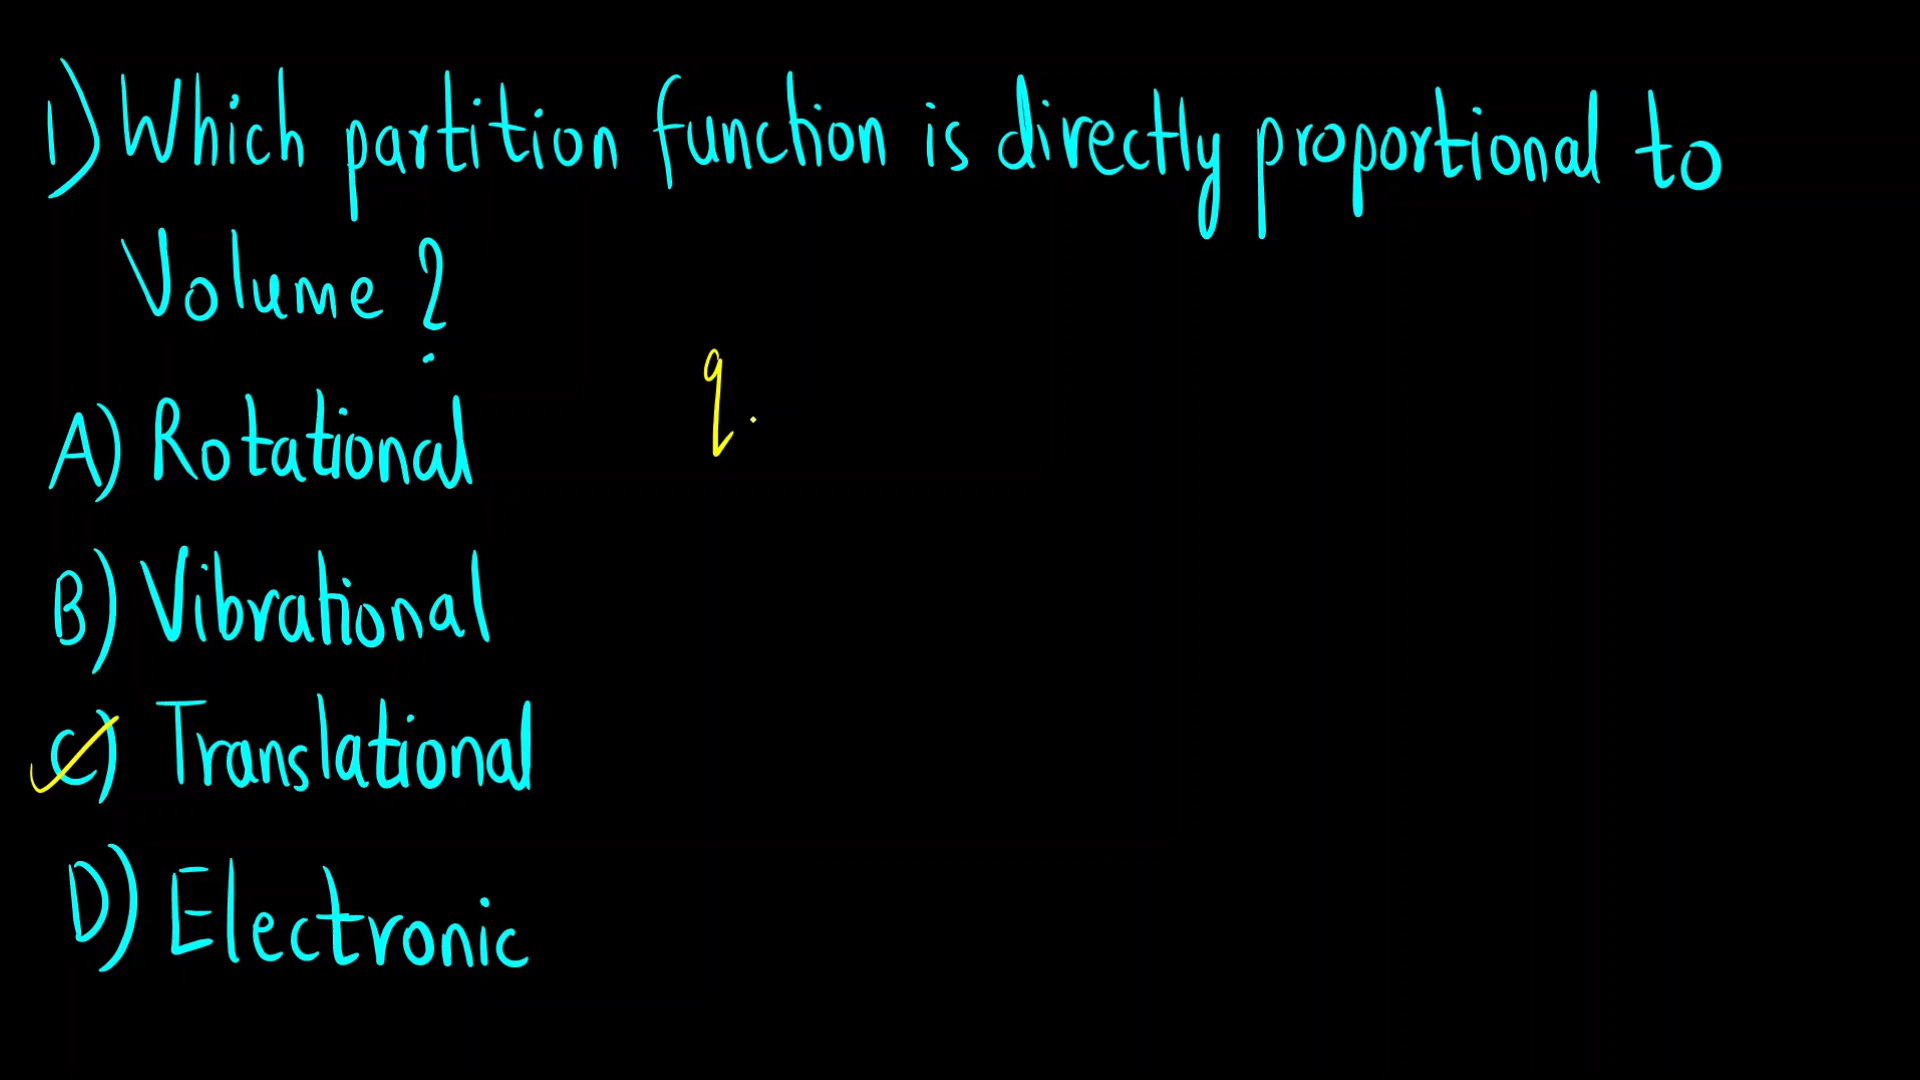 1) Which partition function is directly proportional to
Volume ?
q.
A) Rotational
B) Vibrational
C) Translational
D) Electronic